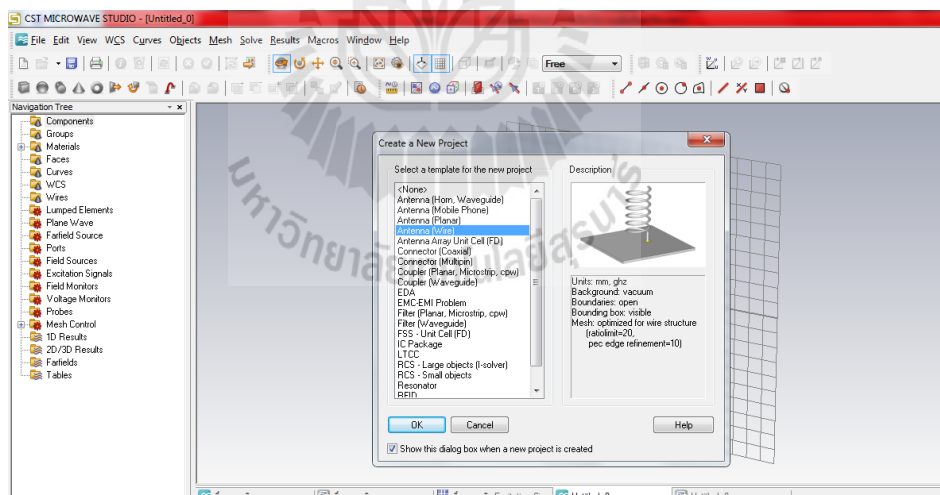 CST MICROWAVE STUDIO - [Untitled_0]
File Edit View WCS Curves Objects Mesh Solve Results Macros Window Help
Free
Navigation Tree
Components
Groups
Materials
Faces
Curves
WCS
Wires
Lumped Elements
Plane Wave
Farfield Source
Ports
Field Sources
Excitation Signals
Field Monitors
Voltage Monitors
Probes
Mesh Control
1D Results
2D/3D Results
Farfields
Tables
Create a New Project
Select a template for the new project
<None>
Antenna (Horn, Waveguide)
Antenna (Mobile Phone)
Antenna (Planar)
Antenna (Wire)
Antenna Array Unit Cell (FD)
Connector (Coaxial)
Connector (Multipin)
Coupler (Planar, Microstrip, cpw)
Coupler (Waveguide)
EDA
EMC-EMI Problem
Filter (Planar, Microstrip, cpw)
Filter (Waveguide)
FSS - Unit Cell (FD)
IC Package
LTCC
RCS - Large objects (I-solver)
RCS - Small objects
Resonator
RFID
Description
Units: mm, ghz
Background: vacuum
Boundaries: open
Bounding box: visible
Mesh: optimized for wire structure
(ratiolimit=20,
pec edge refinement=10)
OK
Cancel
Help
Show this dialog box when a new project is created